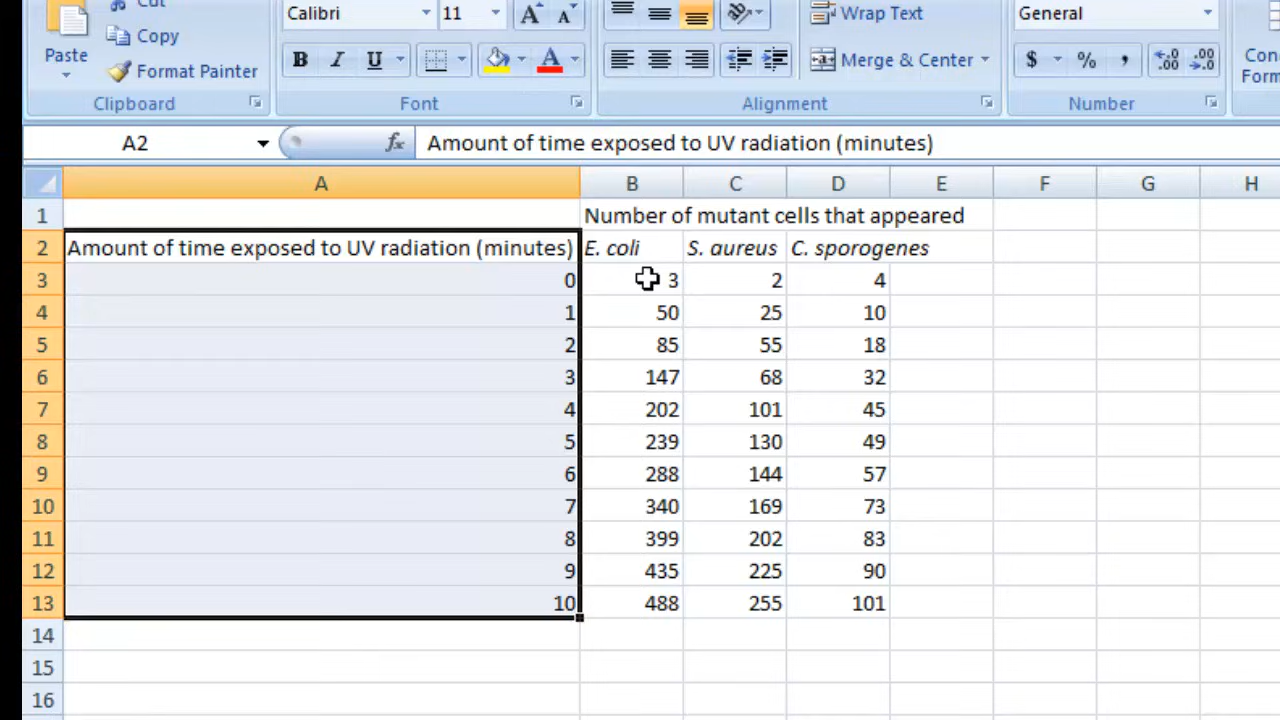 Cut
Calibri 11 A A Wrap Text General
Paste Copy
Format Painter B I U A Merge & Center $ % , .0 .00 .00 .0
Clipboard Font Alignment Number
A2 fx Amount of time exposed to UV radiation (minutes)
A B C D E F G H
1 Number of mutant cells that appeared
2 Amount of time exposed to UV radiation (minutes) E. coli S. aureus C. sporogenes
3 0 3 2 4
4 1 50 25 10
5 2 85 55 18
6 3 147 68 32
7 4 202 101 45
8 5 239 130 49
9 6 288 144 57
10 7 340 169 73
11 8 399 202 83
12 9 435 225 90
13 10 488 255 101
14
15
16